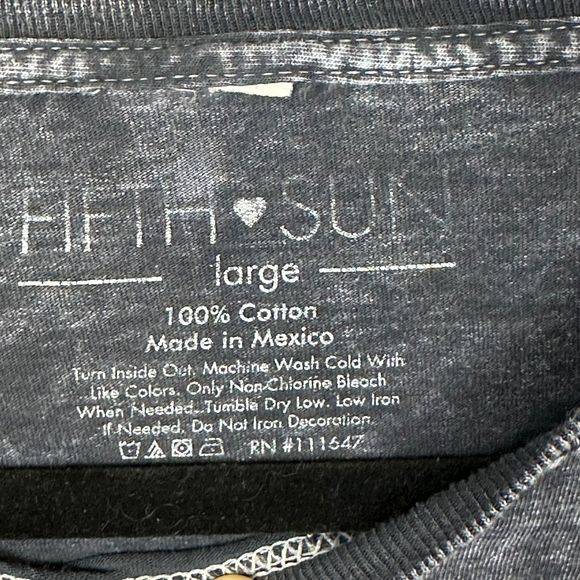 FIFTH ♥ SUN
large
100% Cotton
Made in Mexico
Turn Inside Out. Machine Wash Cold With
Like Colors. Only Non-Chlorine Bleach
When Needed. Tumble Dry Low. Low Iron
If Needed. Do Not Iron Decoration.
RN #111647